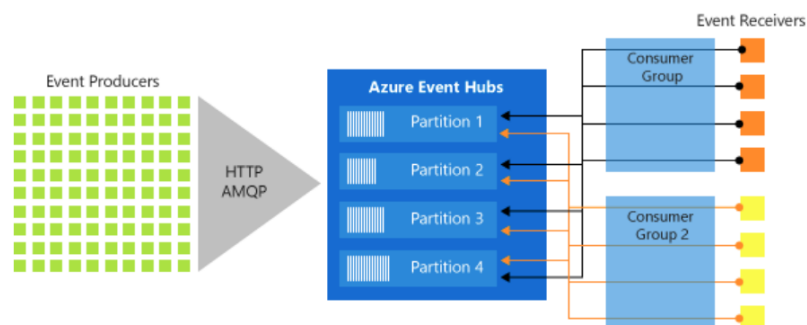 Event Receivers
Event Producers
Consumer
Group
Azure Event Hubs
Partition 1
HTTP
AMQP
Partition 2
Partition 3
Consumer
Group 2
Partition 4